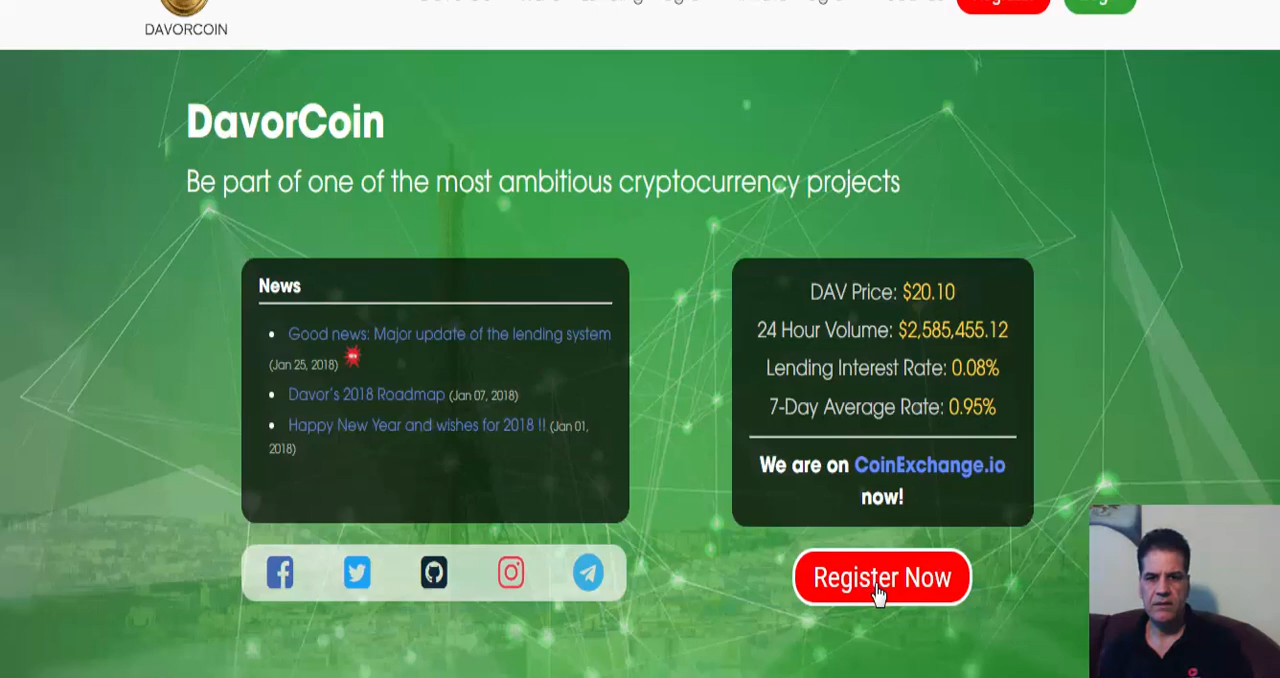 DAVORCOIN
DavorCoin
Be part of one of the most ambitious cryptocurrency projects
News
Good news: Major update of the lending system
(Jan 25, 2018)
Davor's 2018 Roadmap (Jan 07, 2018)
Happy New Year and wishes for 2018 !! (Jan 01,
2018)
DAV Price: $20.10
24 Hour Volume: $2,585,455.12
Lending Interest Rate: 0.08%
7-Day Average Rate: 0.95%
We are on CoinExchange.io
now!
Register Now